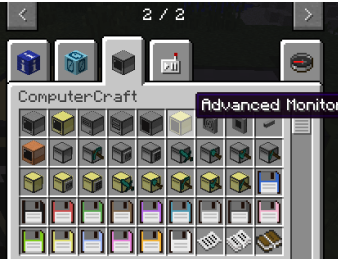 2 / 2
ComputerCraft
Advanced Monitor